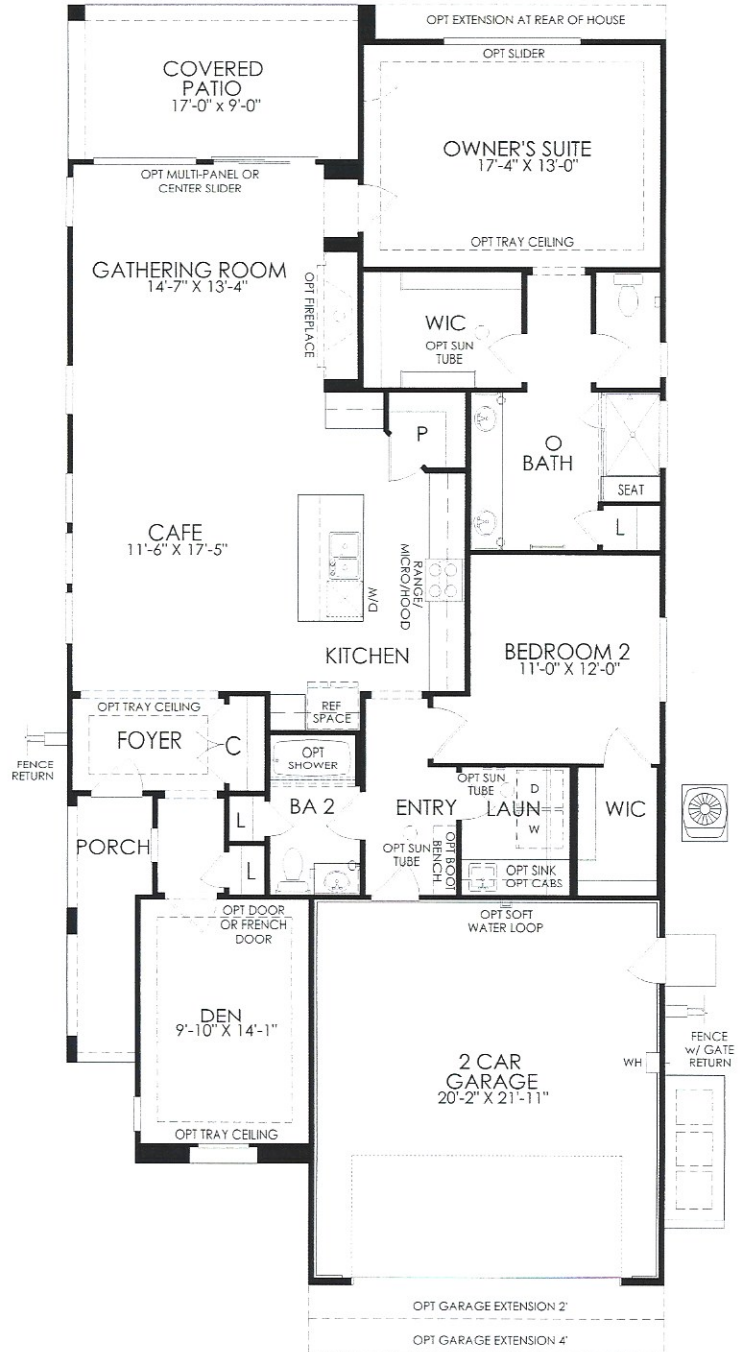 OPT EXTENSION AT REAR OF HOUSE
OPT SLIDER
COVERED
PATIO
17'-0" x 9'-0"
OWNER'S SUITE
17'-4" X 13'-0"
OPT MULTI-PANEL OR
CENTER SLIDER
OPT TRAY CEILING
GATHERING ROOM
14'-7" X 13'-4"
OPT FIREPLACE
WIC
OPT SUN
TUBE
P
O
BATH
SEAT
L
CAFE
11'-6" X 17'-5"
D/W
RANGE/
MICRO/HOOD
KITCHEN
BEDROOM 2
11'-0" X 12'-0"
OPT TRAY CEILING
FOYER
C
REF
SPACE
FENCE
RETURN
OPT
SHOWER
BA 2
L
ENTRY
OPT SUN
TUBE
LAUN
D
W
WIC
PORCH
L
OPT SUN
TUBE
OPT BOOT
BENCH
OPT SINK
OPT CABS
OPT DOOR
OR FRENCH
DOOR
OPT SOFT
WATER LOOP
DEN
9'-10" X 14'-1"
OPT TRAY CEILING
2 CAR
GARAGE
20'-2" X 21'-11"
WH
FENCE
w/ GATE
RETURN
OPT GARAGE EXTENSION 2'
OPT GARAGE EXTENSION 4'